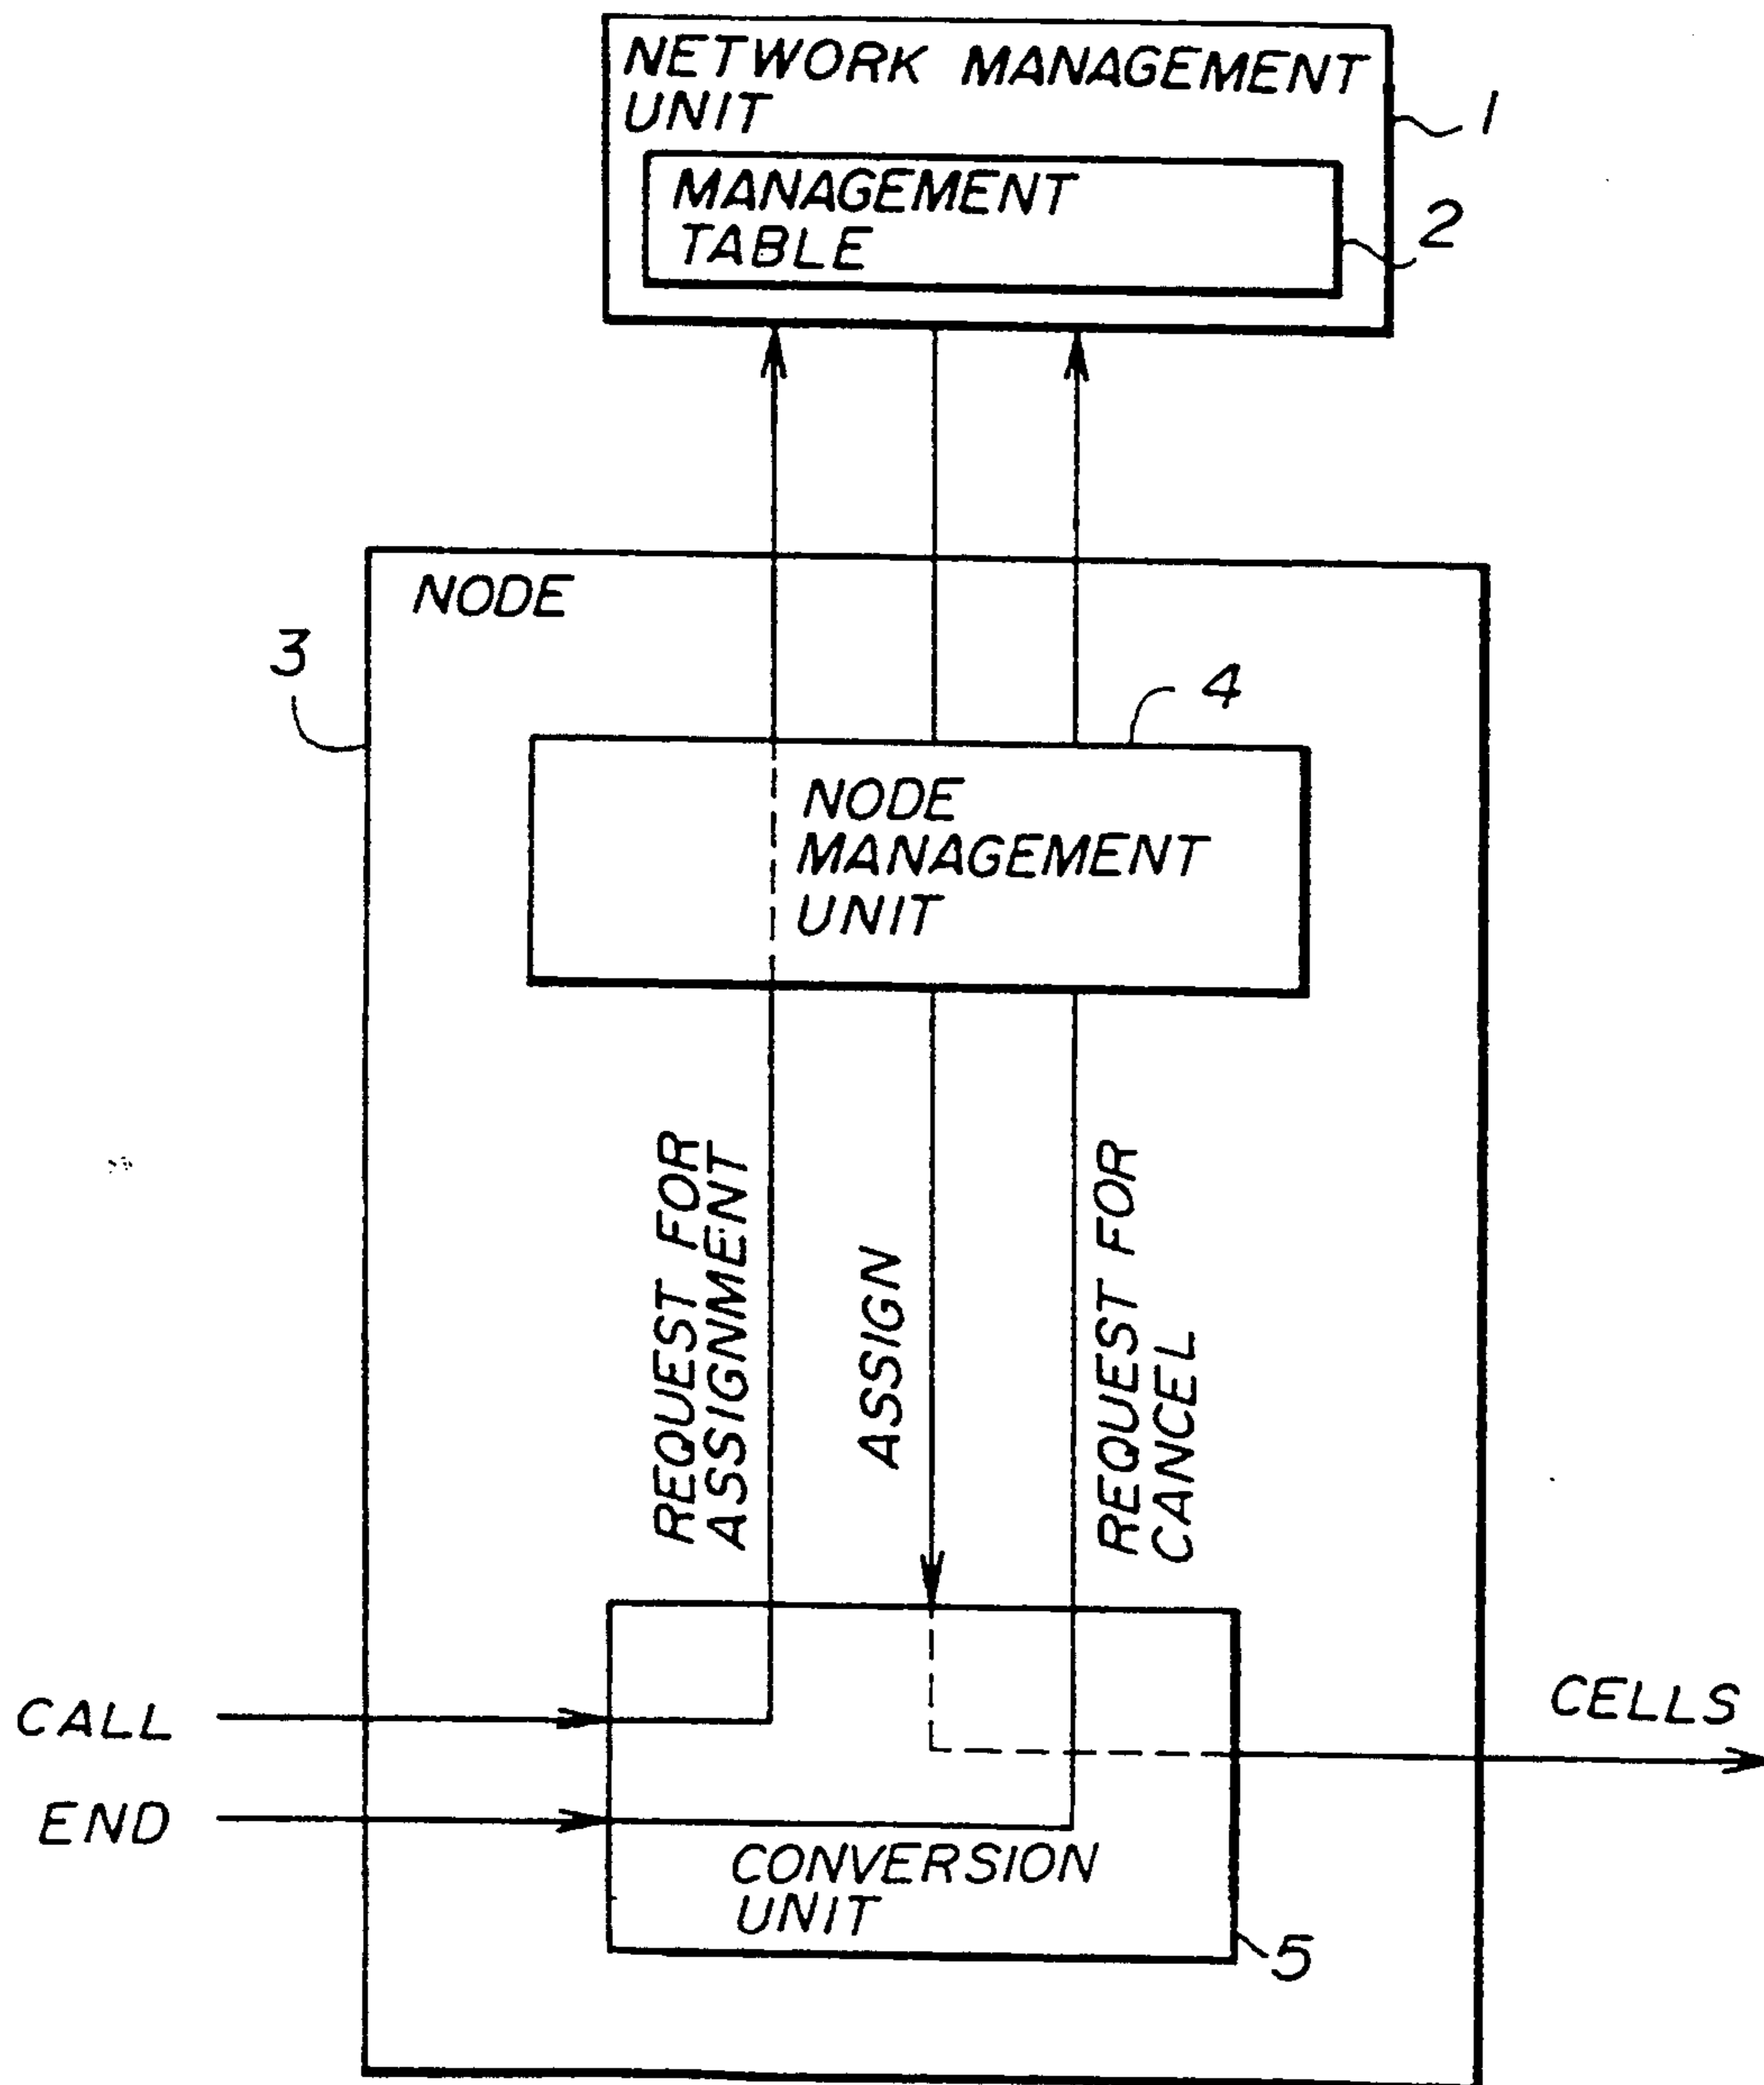 NETWORK MANAGEMENT
UNIT
1
MANAGEMENT
TABLE
2
NODE
3
4
NODE
MANAGEMENT
UNIT
REQUEST FOR
ASSIGNMENT
ASSIGN
REQUEST FOR
CANCEL
CALL
CELLS
END
CONVERSION
UNIT
5